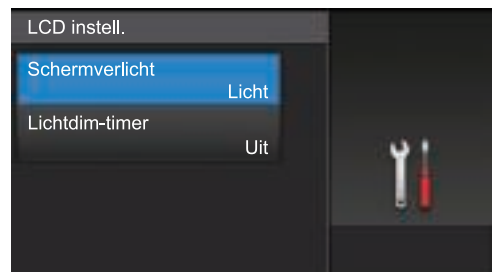 LCD instell.
Schermverlicht
Licht
Lichtdim-timer
Uit